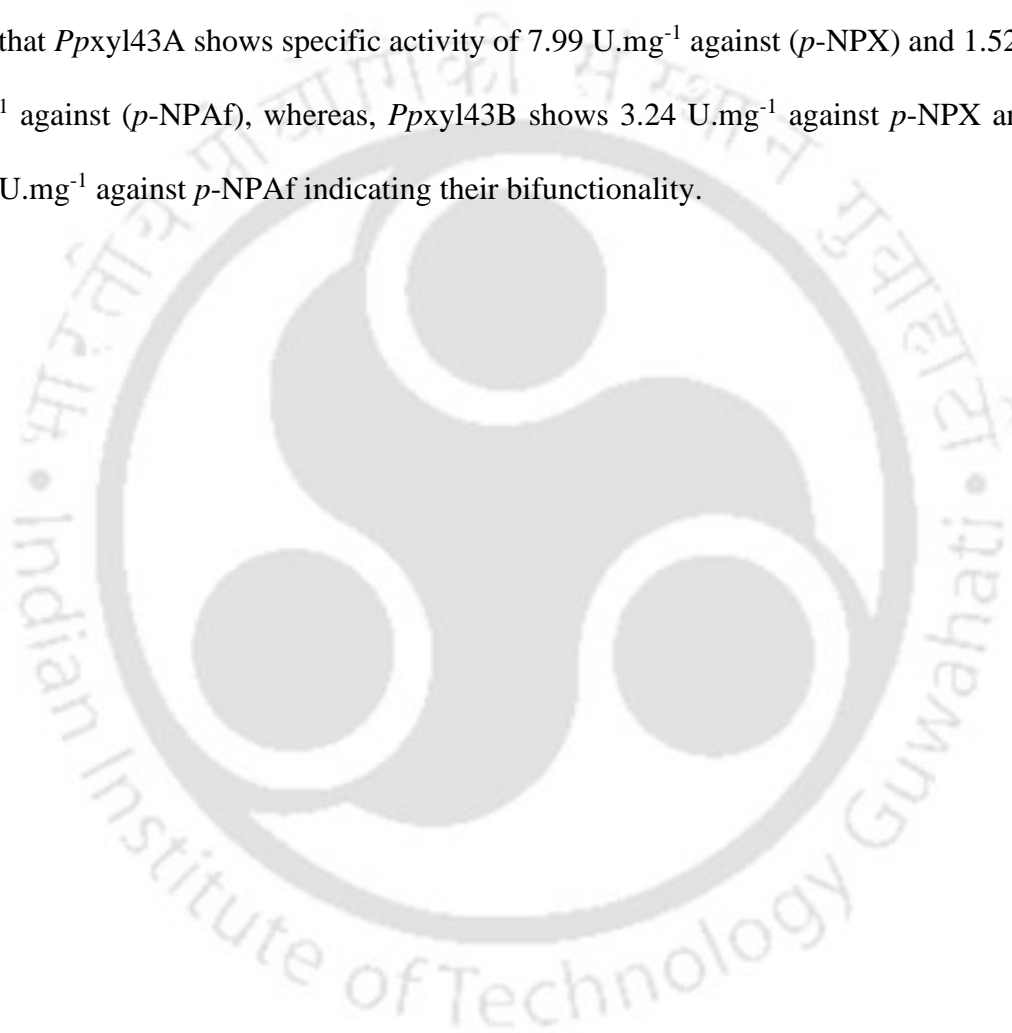 that Ppxyl43A shows specific activity of 7.99 U.mg-1 against (p-NPX) and 1.52
1 against (p-NPAf), whereas, Ppxyl43B shows 3.24 U.mg-1 against p-NPX
U.mg-1 against p-NPAf indicating their bifunctionality.
भारतीय प्रौद्योगिकी संस्थान गुवाहाटी
Indian Institute of Technology Guwahati